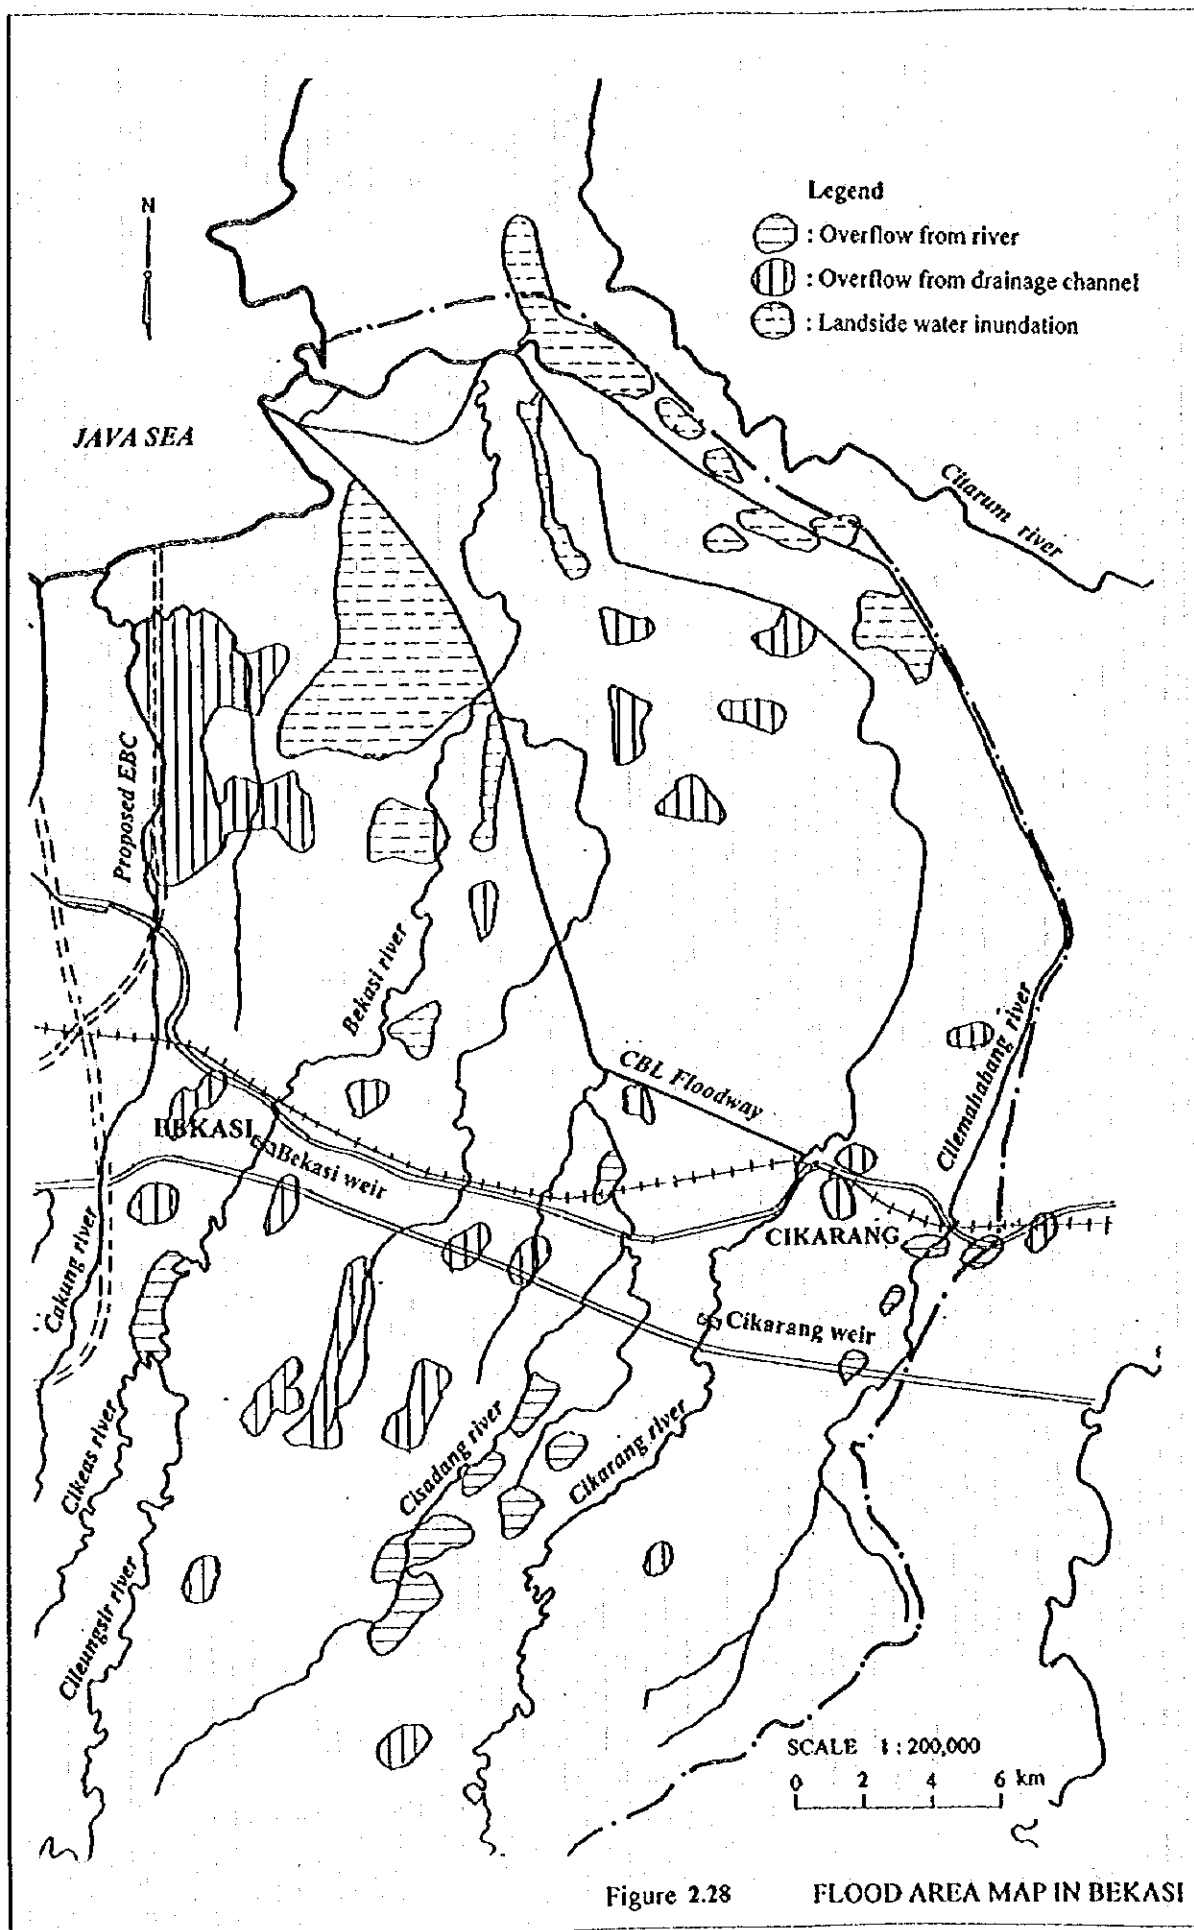 Legend
N
: Overflow from river
: Overflow from drainage channel
: Landside water inundation
JAVA SEA
Citarum river
Proposed EBC
Bekasi river
CBL Floodway
Cilemahabang river
BEKASI
Bekasi weir
CIKARANG
Cakung river
Cikarang weir
Cikeas river
Cisadang river
Cikarang river
Cileungsir river
SCALE 1 : 200,000
0 2 4 6 km
Figure 2.28 FLOOD AREA MAP IN BEKASI